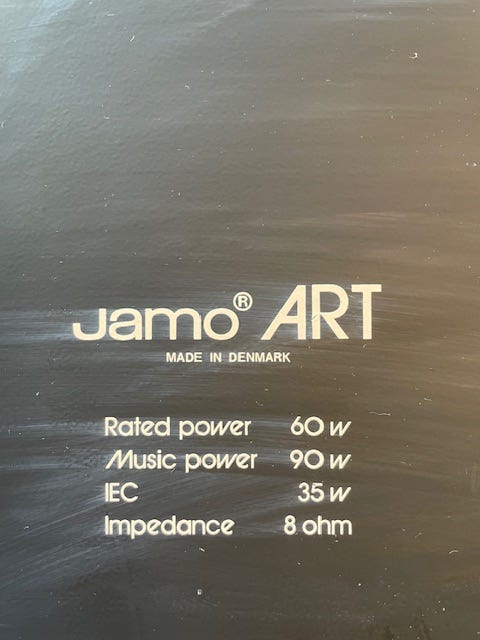 Jamo® ART
MADE IN DENMARK
Rated power 60 w
Music power 90 w
IEC 35 w
Impedance 8 ohm